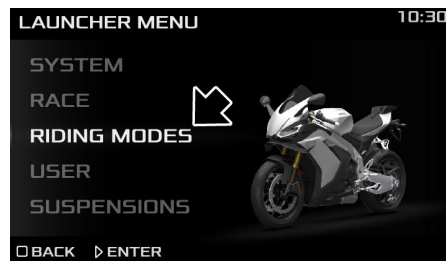 LAUNCHER MENU 10:30
SYSTEM
RACE
RIDING MODES
USER
SUSPENSIONS
BACK ENTER